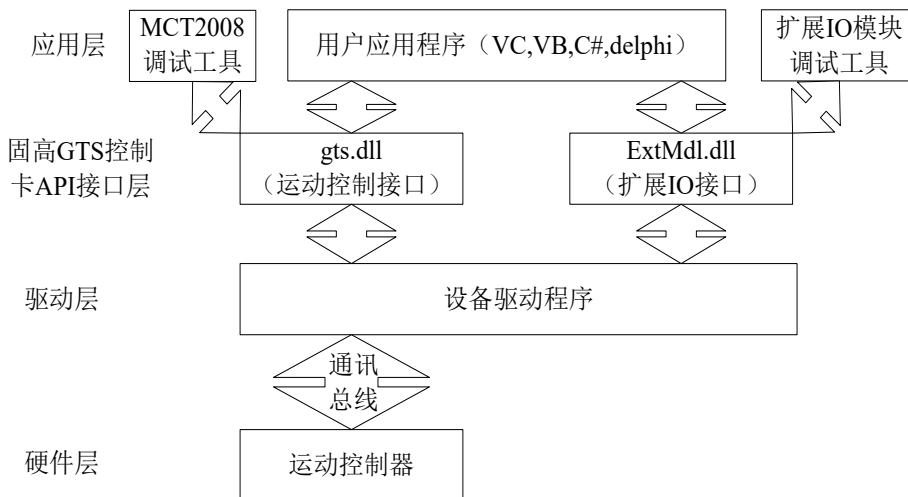 应用层
MCT2008
调试工具
用户应用程序（VC,VB,C#,delphi）
扩展IO模块
调试工具
固高GTS控制
卡API接口层
gts.dll
（运动控制接口）
ExtMdl.dll
（扩展IO接口）
驱动层
设备驱动程序
通讯
总线
硬件层
运动控制器